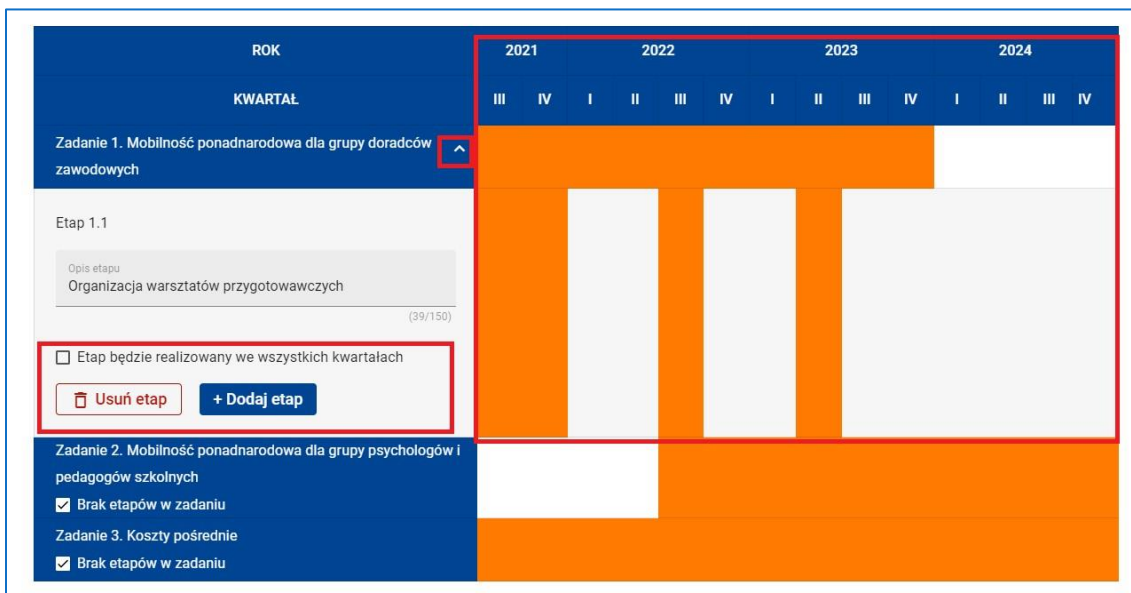 ROK 2021 2022 2023 2024
KWARTAŁ III IV I II III IV I II III IV I II III IV
Zadanie 1. Mobilność ponadnarodowa dla grupy doradców
zawodowych
Etap 1.1
Opis etapu
Organizacja warsztatów przygotowawczych
(39/150)
Etap będzie realizowany we wszystkich kwartałach
Usuń etap + Dodaj etap
Zadanie 2. Mobilność ponadnarodowa dla grupy psychologów i
pedagogów szkolnych
Brak etapów w zadaniu
Zadanie 3. Koszty pośrednie
Brak etapów w zadaniu